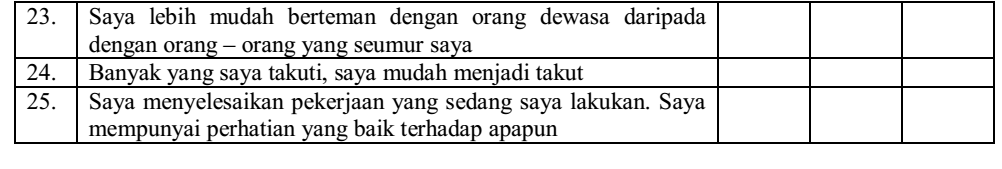 23. Saya lebih mudah berteman dengan orang dewasa daripada
dengan orang – orang yang seumur saya
24. Banyak yang saya takuti, saya mudah menjadi takut
25. Saya menyelesaikan pekerjaan yang sedang saya lakukan. Saya
mempunyai perhatian yang baik terhadap apapun